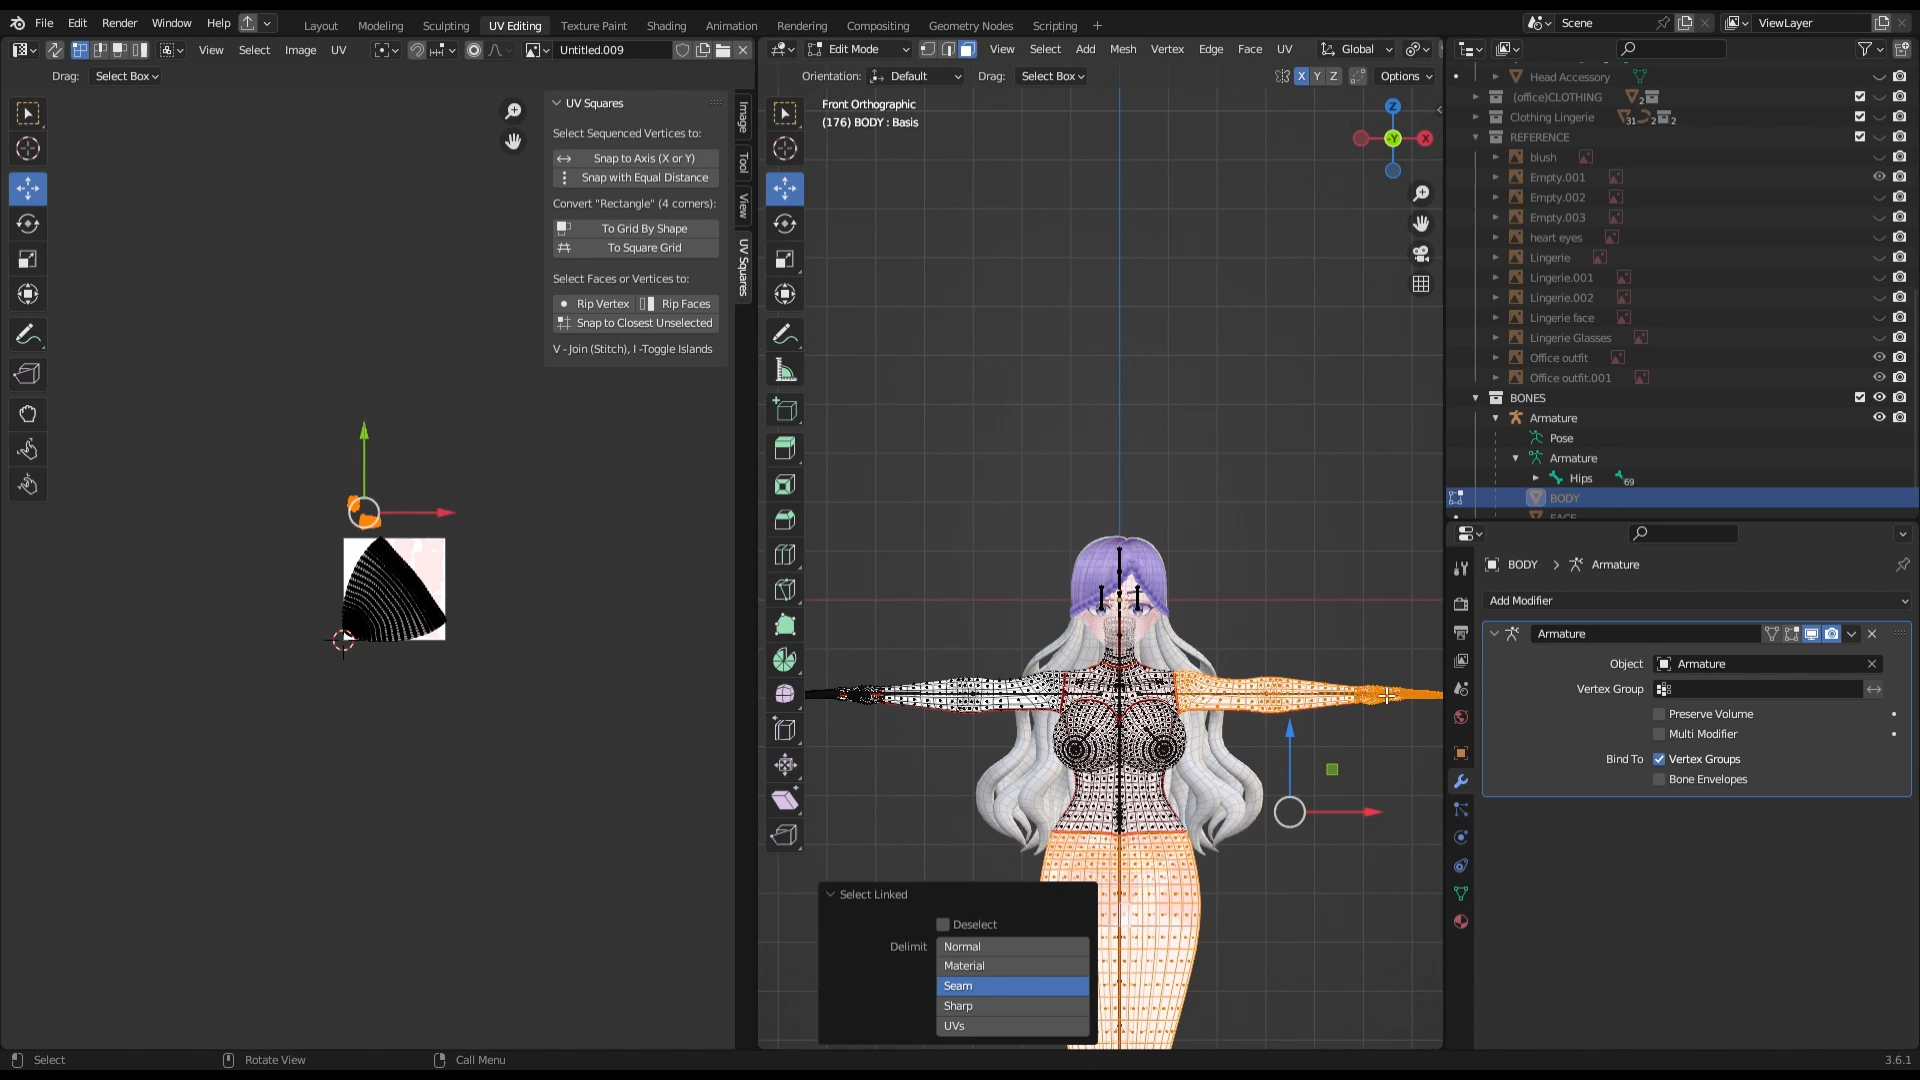 File Edit Render Window Help
Layout Modeling Sculpting UV Editing Texture Paint Shading Animation Rendering Compositing Geometry Nodes Scripting +
Scene
ViewLayer
View Select Image UV
Untitled.009
Edit Mode
View Select Add Mesh Vertex Edge Face UV
Global
Drag: Select Box
Orientation: Default Drag: Select Box
X Y Z
Options
UV Squares
Select Sequenced Vertices to:
Snap to Axis (X or Y)
Snap with Equal Distance
Convert "Rectangle" (4 corners):
To Grid By Shape
To Square Grid
Select Faces or Vertices to:
Rip Vertex Rip Faces
Snap to Closest Unselected
V - Join (Stitch), I -Toggle Islands
Image
Tool
View
UV Squares
Front Orthographic
(176) BODY : Basis
Z
-Y
X
Select Linked
Deselect
Delimit
Normal
Material
Seam
Sharp
UVs
Head Accessory
(office)CLOTHING 2
Clothing Lingerie 31 2 2
REFERENCE
blush
Empty.001
Empty.002
Empty.003
heart eyes
Lingerie
Lingerie.001
Lingerie.002
Lingerie face
Lingerie Glasses
Office outfit
Office outfit.001
BONES
Armature
Pose
Armature
Hips 69
BODY
FACE
BODY > Armature
Add Modifier
Armature
Object Armature
Vertex Group
Preserve Volume
Multi Modifier
Bind To Vertex Groups
Bone Envelopes
Select
Rotate View
Call Menu
3.6.1